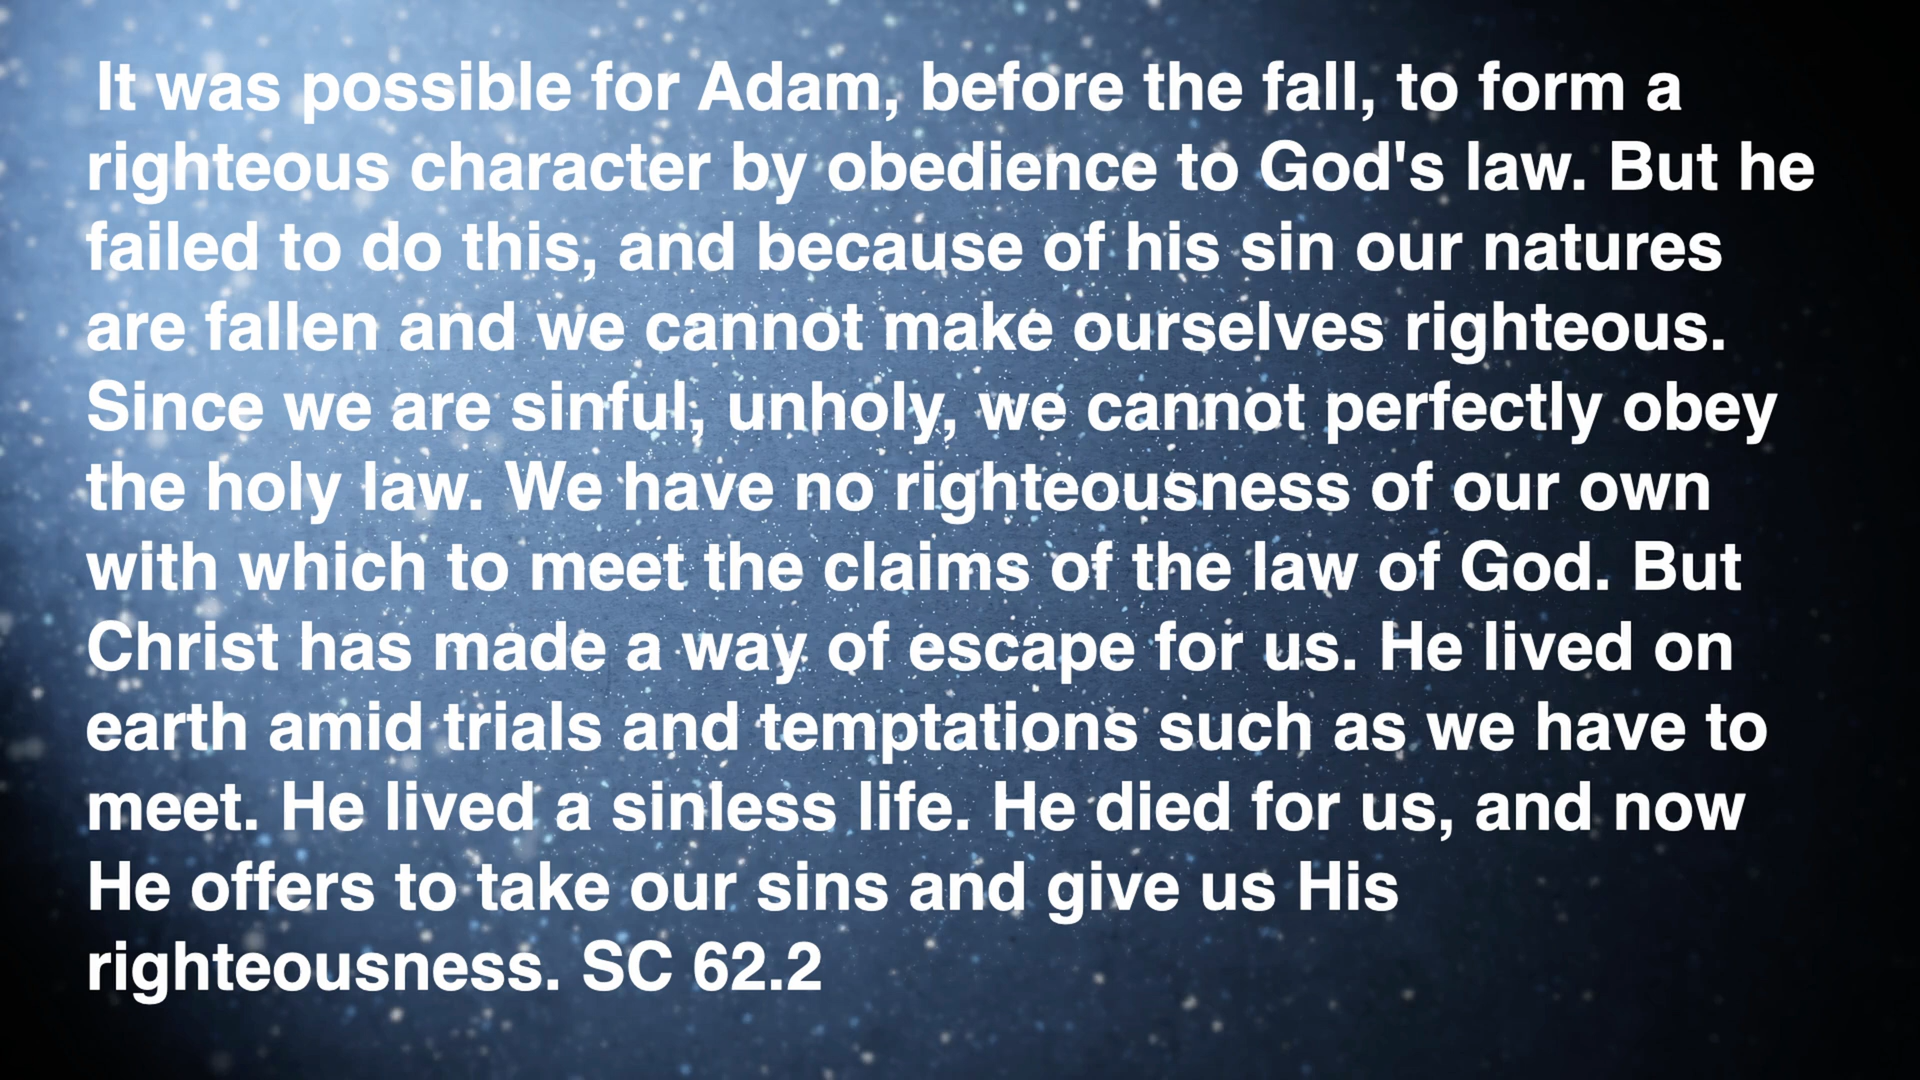 It was possible for Adam, before the fall, to form a
righteous character by obedience to God's law. But he
failed to do this, and because of his sin our natures
are fallen and we cannot make ourselves righteous.
Since we are sinful, unholy, we cannot perfectly obey
the holy law. We have no righteousness of our own
with which to meet the claims of the law of God. But
Christ has made a way of escape for us. He lived on
earth amid trials and temptations such as we have to
meet. He lived a sinless life. He died for us, and now
He offers to take our sins and give us His
righteousness. SC 62.2